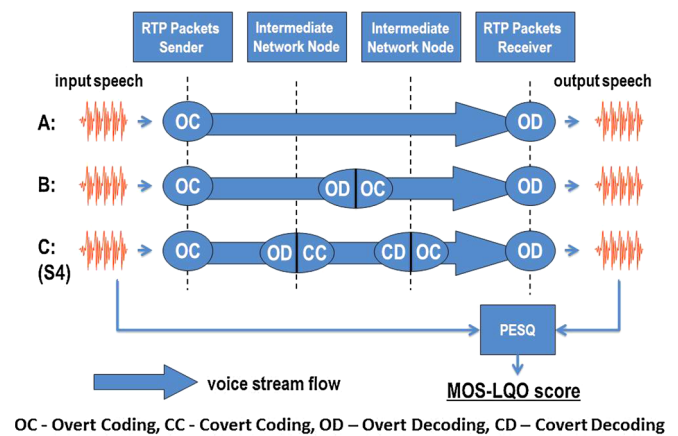 RTP Packets Sender
Intermediate Network Node
Intermediate Network Node
RTP Packets Receiver
input speech
output speech
A:
OC
OD
B:
OC
OD OC
OD
C:
(S4)
OC
OD CC
CD OC
OD
PESQ
voice stream flow
MOS-LQO score
OC - Overt Coding, CC - Covert Coding, OD – Overt Decoding, CD – Covert Decoding